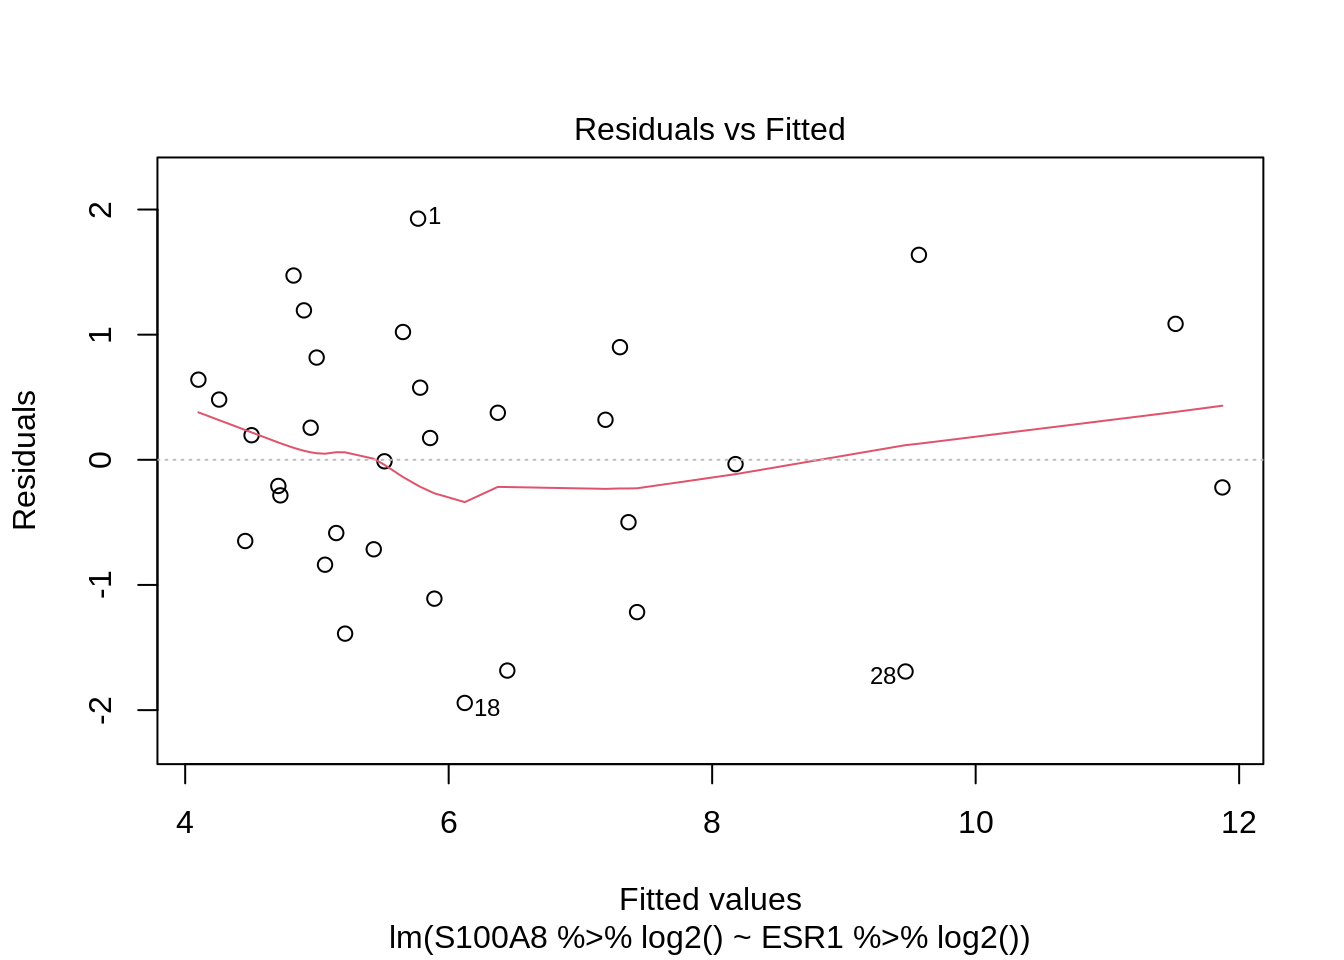 Residuals vs Fitted
Residuals
2
1
0
-1
-2
1
28
18
4 6 8 10 12
Fitted values
lm(S100A8 %>% log2() ~ ESR1 %>% log2())